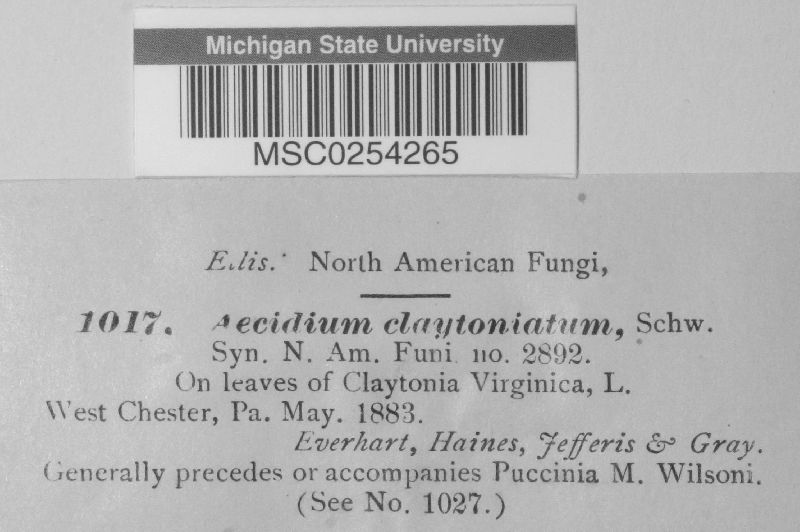 Michigan State University
MSC0254265
Ellis. North American Fungi,
1017. Aecidium claytoniatum, Schw.
Syn. N. Am. Funi. no. 2892.
On leaves of Claytonia Virginica, L.
West Chester, Pa. May. 1883.
Everhart, Haines, Jefferis & Gray.
Generally precedes or accompanies Puccinia M. Wilsoni.
(See No. 1027.)